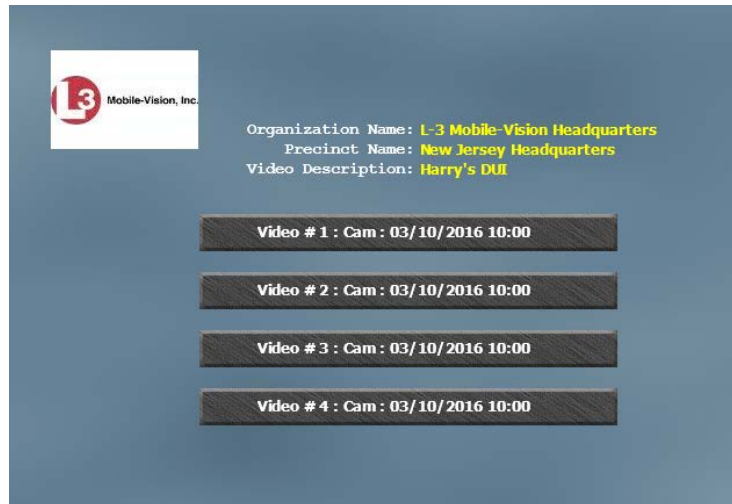 L3 Mobile-Vision, Inc.
Organization Name: L-3 Mobile-Vision Headquarters
Precinct Name: New Jersey Headquarters
Video Description: Harry's DUI
Video # 1 : Cam : 03/10/2016 10:00
Video # 2 : Cam : 03/10/2016 10:00
Video # 3 : Cam : 03/10/2016 10:00
Video # 4 : Cam : 03/10/2016 10:00